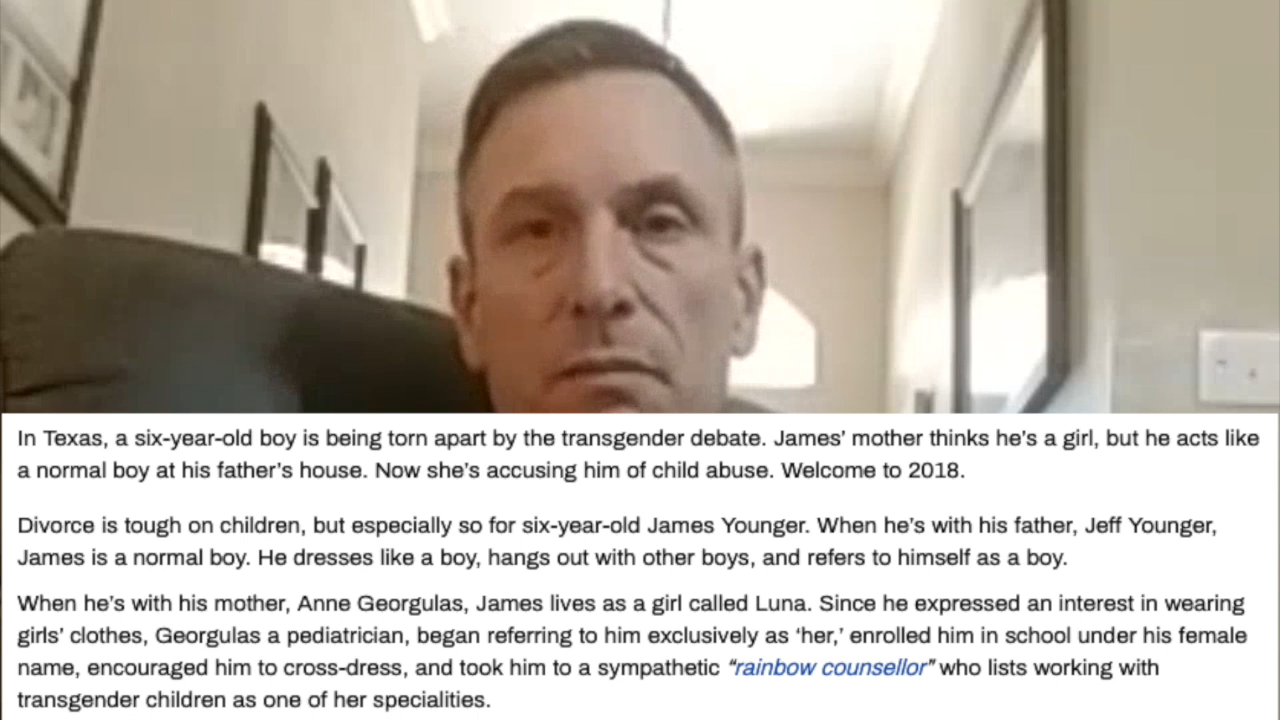 In Texas, a six-year-old boy is being torn apart by the transgender debate. James’ mother thinks he’s a girl, but he acts like
a normal boy at his father’s house. Now she’s accusing him of child abuse. Welcome to 2018.
Divorce is tough on children, but especially so for six-year-old James Younger. When he’s with his father, Jeff Younger,
James is a normal boy. He dresses like a boy, hangs out with other boys, and refers to himself as a boy.
When he’s with his mother, Anne Georgulas, James lives as a girl called Luna. Since he expressed an interest in wearing
girls’ clothes, Georgulas a pediatrician, began referring to him exclusively as ‘her,’ enrolled him in school under his female
name, encouraged him to cross-dress, and took him to a sympathetic “rainbow counsellor” who lists working with
transgender children as one of her specialities.